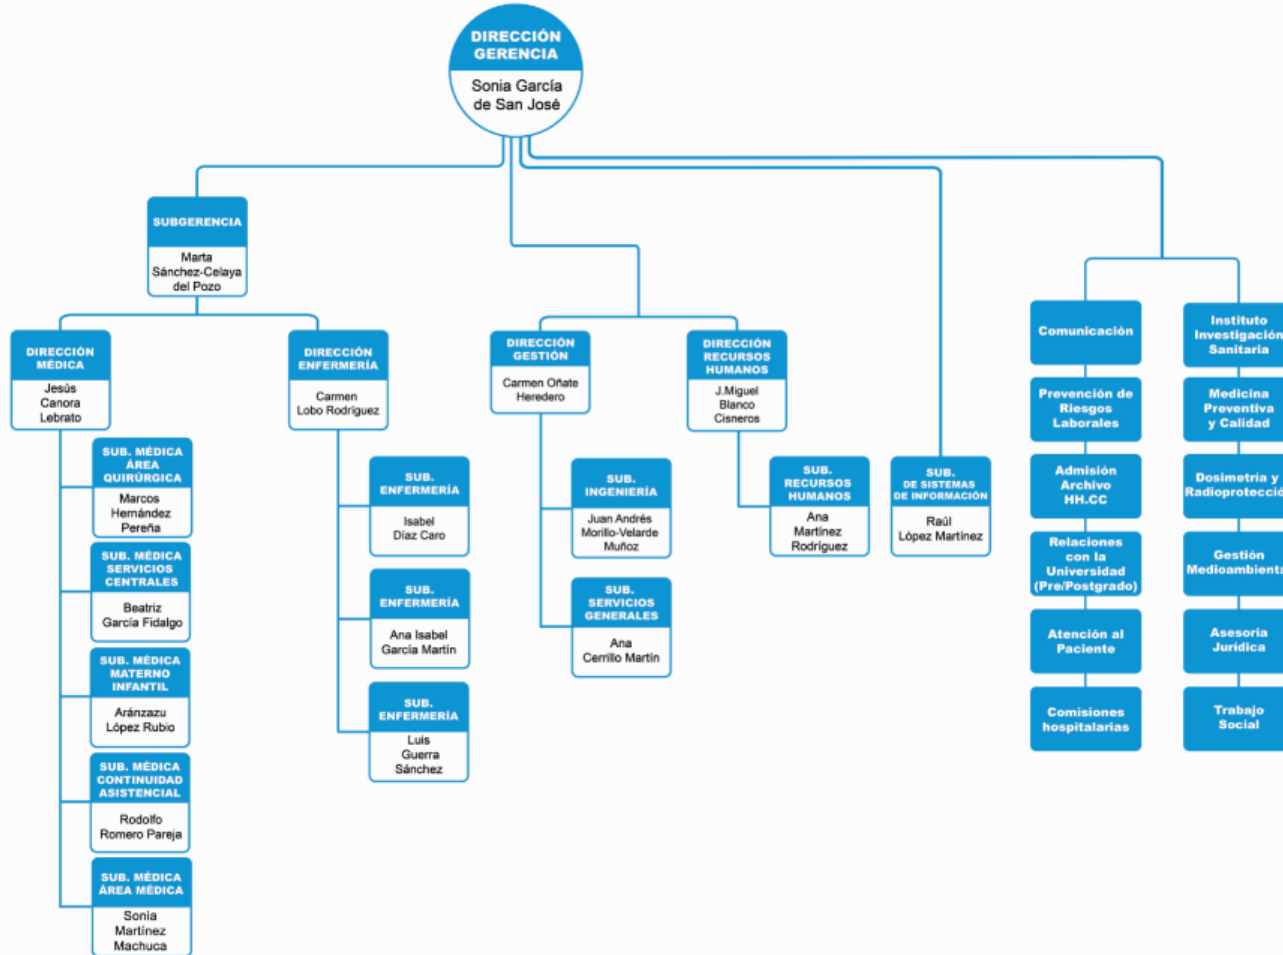 DIRECCIÓN
GERENCIA
Sonia García
de San José
SUBGERENCIA
Marta
Sánchez-Celaya
del Pozo
DIRECCIÓN
MÉDICA
Jesús
Canora
Lebrato
SUB. MÉDICA
ÁREA
QUIRÚRGICA
Marcos
Hernández
Pereña
SUB. MÉDICA
SERVICIOS
CENTRALES
Beatriz
García Fidalgo
SUB. MÉDICA
MATERNO
INFANTIL
Aránzazu
López Rubio
SUB. MÉDICA
CONTINUIDAD
ASISTENCIAL
Rodolfo
Romero Pareja
SUB. MÉDICA
ÁREA MÉDICA
Sonia
Martínez
Machuca
DIRECCIÓN
ENFERMERÍA
Carmen
Lobo Rodríguez
SUB.
ENFERMERÍA
Isabel
Díaz Caro
SUB.
ENFERMERÍA
Ana Isabel
García Martín
SUB.
ENFERMERÍA
Luis
Guerra
Sánchez
DIRECCIÓN
GESTIÓN
Carmen Oñate
Heredero
SUB.
INGENIERÍA
Juan Andrés
Morillo-Velarde
Muñoz
SUB.
SERVICIOS
GENERALES
Ana
Cerrillo Martín
DIRECCIÓN
RECURSOS
HUMANOS
J.Miguel
Blanco
Cisneros
SUB.
RECURSOS
HUMANOS
Ana
Martínez
Rodríguez
SUB.
DE SISTEMAS
DE INFORMACIÓN
Raúl
López Martínez
Comunicación
Prevención de
Riesgos
Laborales
Admisión
Archivo
HH.CC
Relaciones
con la
Universidad
(Pre/Postgrado)
Atención al
Paciente
Comisiones
hospitalarias
Instituto
Investigación
Sanitaria
Medicina
Preventiva
y Calidad
Dosimetría y
Radioprotecció
Gestión
Medioambienta
Asesoría
Jurídica
Trabajo
Social